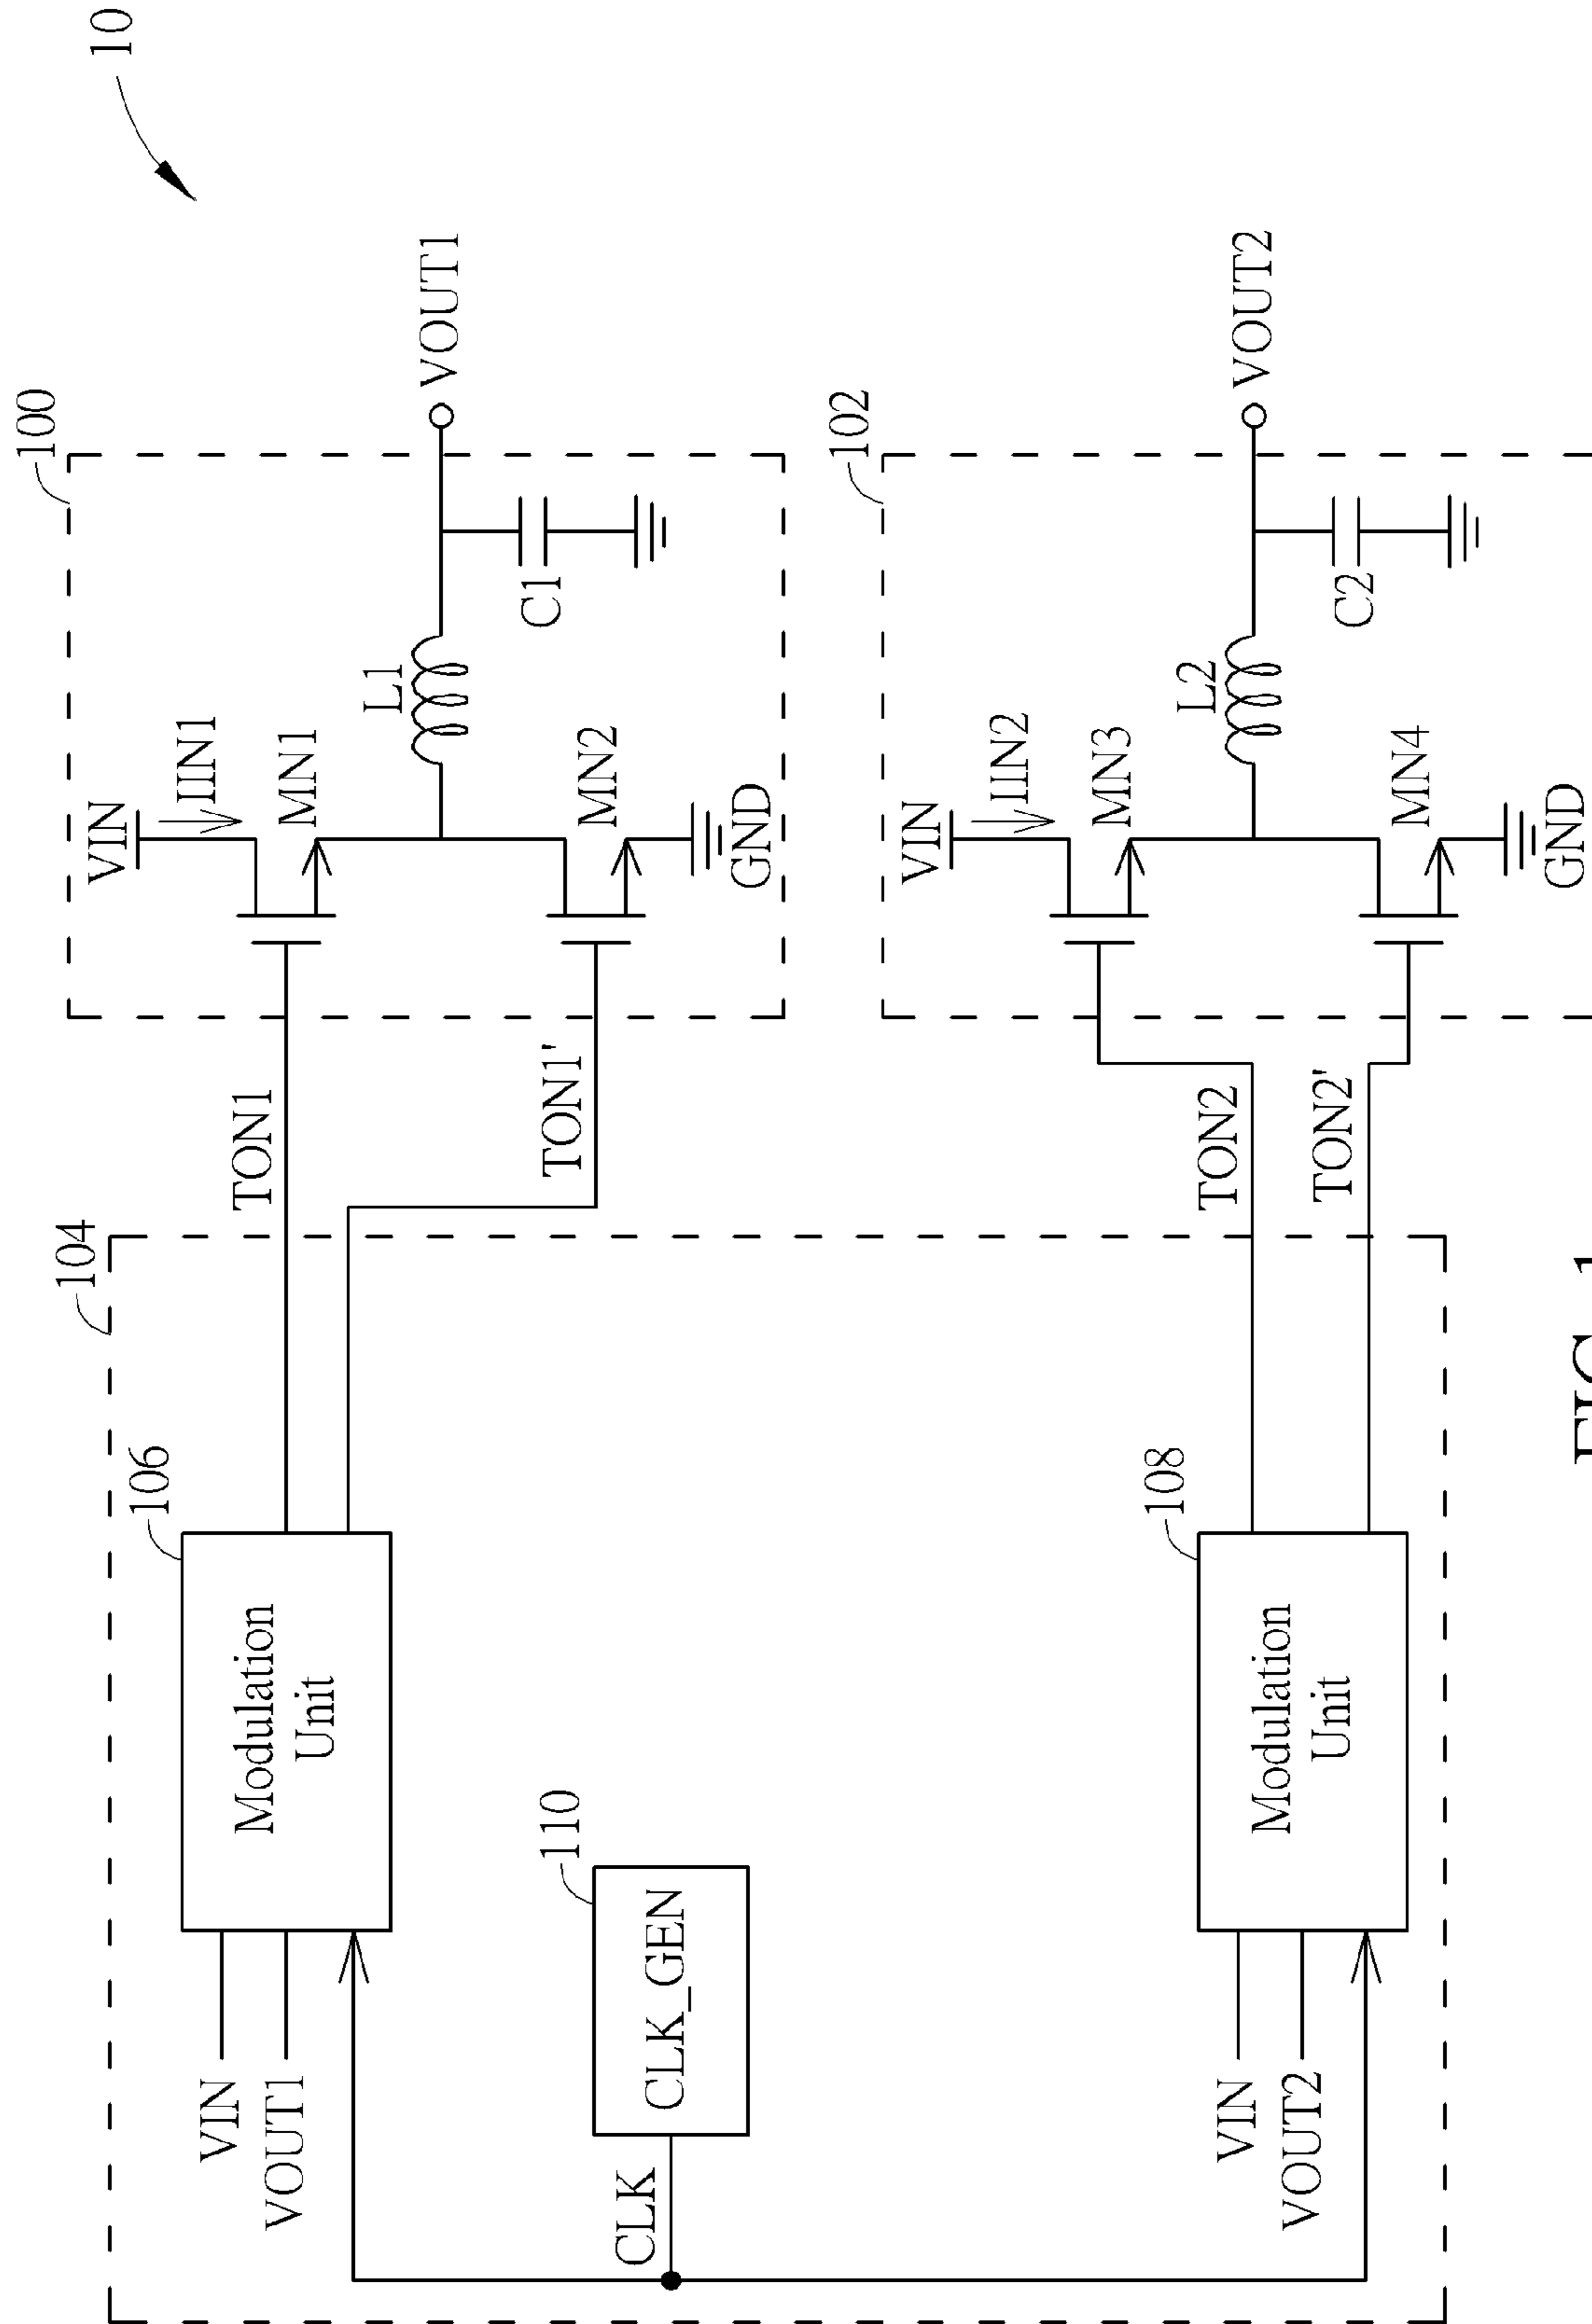 10
100
VIN
IIN1
MN1
L1
VOUT1
C1
MN2
GND
TON1
TON1'
104
106
Modulation
Unit
VIN
VOUT1
110
CLK_GEN
CLK
102
VIN
IIN2
MN3
L2
VOUT2
C2
MN4
GND
TON2
TON2'
108
Modulation
Unit
VIN
VOUT2